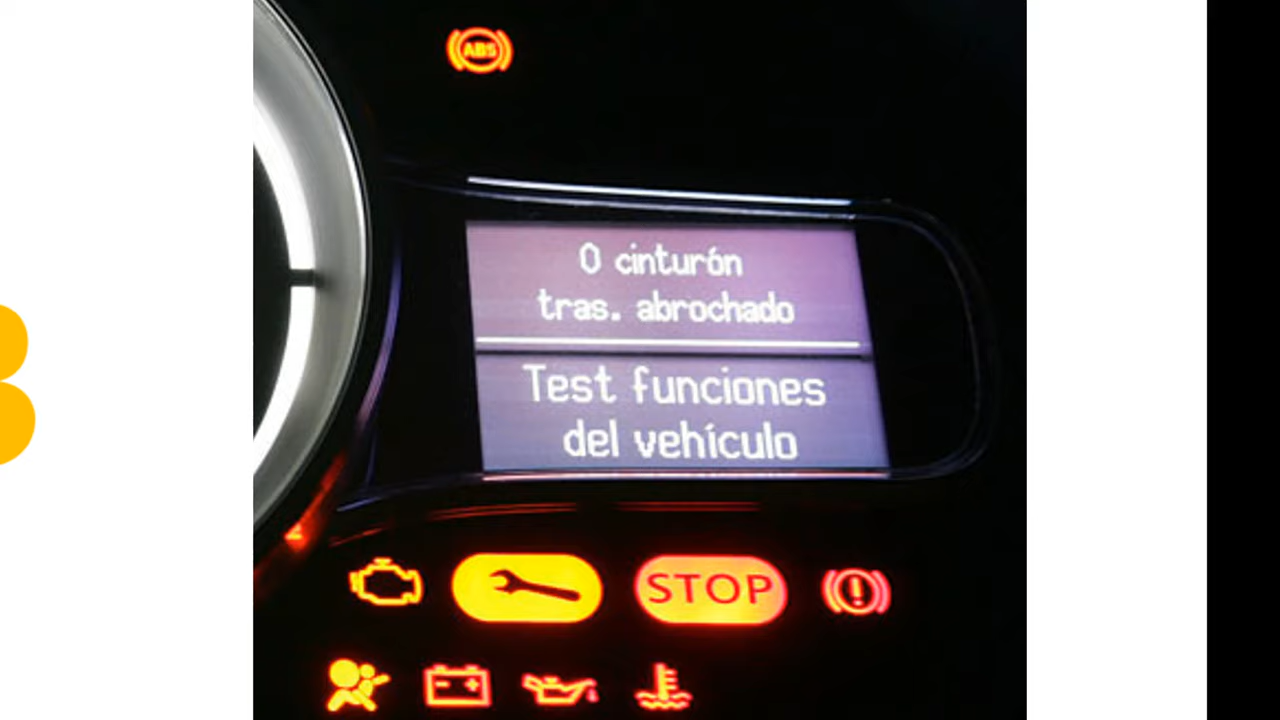 ABS
0 cinturón
tras. abrochado
Test funciones
del vehículo
STOP